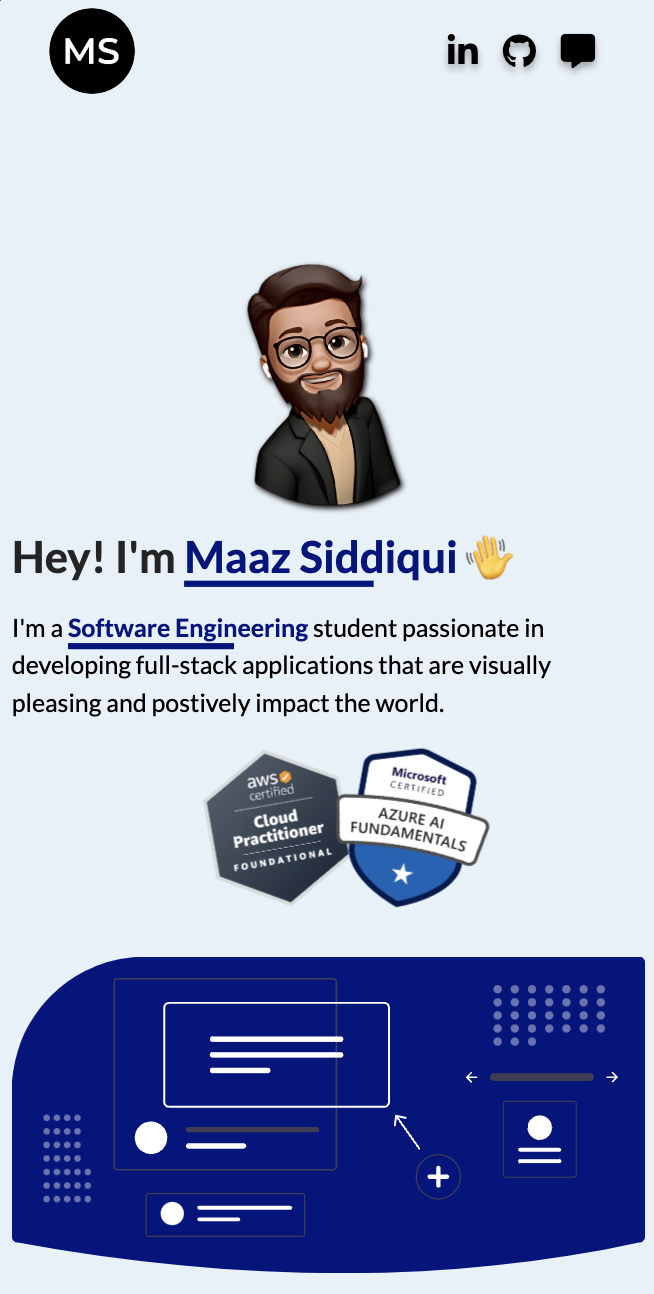 MS
in
Hey! I'm Maaz Siddiqui 👋
I'm a Software Engineering student passionate in
developing full-stack applications that are visually
pleasing and postively impact the world.
aws
certified
Cloud
Practitioner
FOUNDATIONAL
Microsoft
CERTIFIED
AZURE AI
FUNDAMENTALS